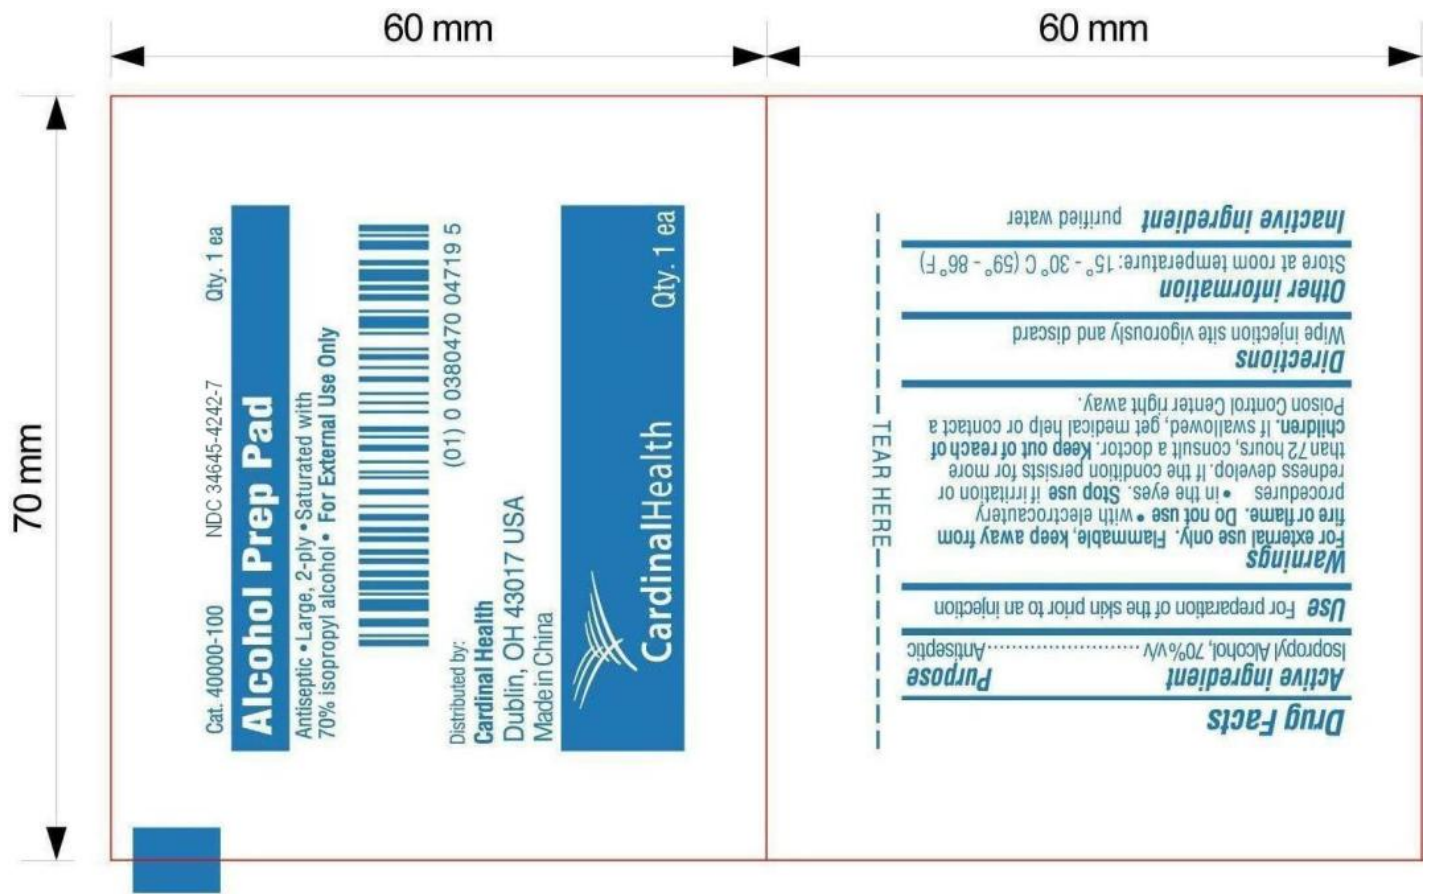 60 mm
60 mm
70 mm
Cat. 40000-100 NDC 34645-4242-7 Qty. 1 ea
Alcohol Prep Pad
Antiseptic • Large, 2-ply • Saturated with
70% isopropyl alcohol • For External Use Only
(01) 0 0380470 04719 5
Distributed by:
Cardinal Health
Dublin, OH 43017 USA
Made in China
CardinalHealth Qty. 1 ea
TEAR HERE
Drug Facts
Active ingredient Purpose
Isopropyl Alcohol, 70% v/v.........................Antiseptic
Use For preparation of the skin prior to an injection
Warnings
For external use only. Flammable, keep away from
fire or flame. Do not use • with electrocautery
procedures • in the eyes. Stop use if irritation or
redness develop. If the condition persists for more
than 72 hours, consult a doctor. Keep out of reach of
children. If swallowed, get medical help or contact a
Poison Control Center right away.
Directions
Wipe injection site vigorously and discard
Other information
Store at room temperature: 15° - 30° C (59° - 86° F)
Inactive ingredient purified water